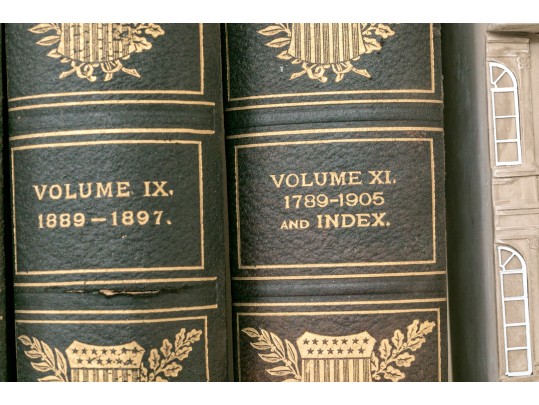 VOLUME IX.
1889–1897.
VOLUME XI.
1789–1905
AND INDEX.